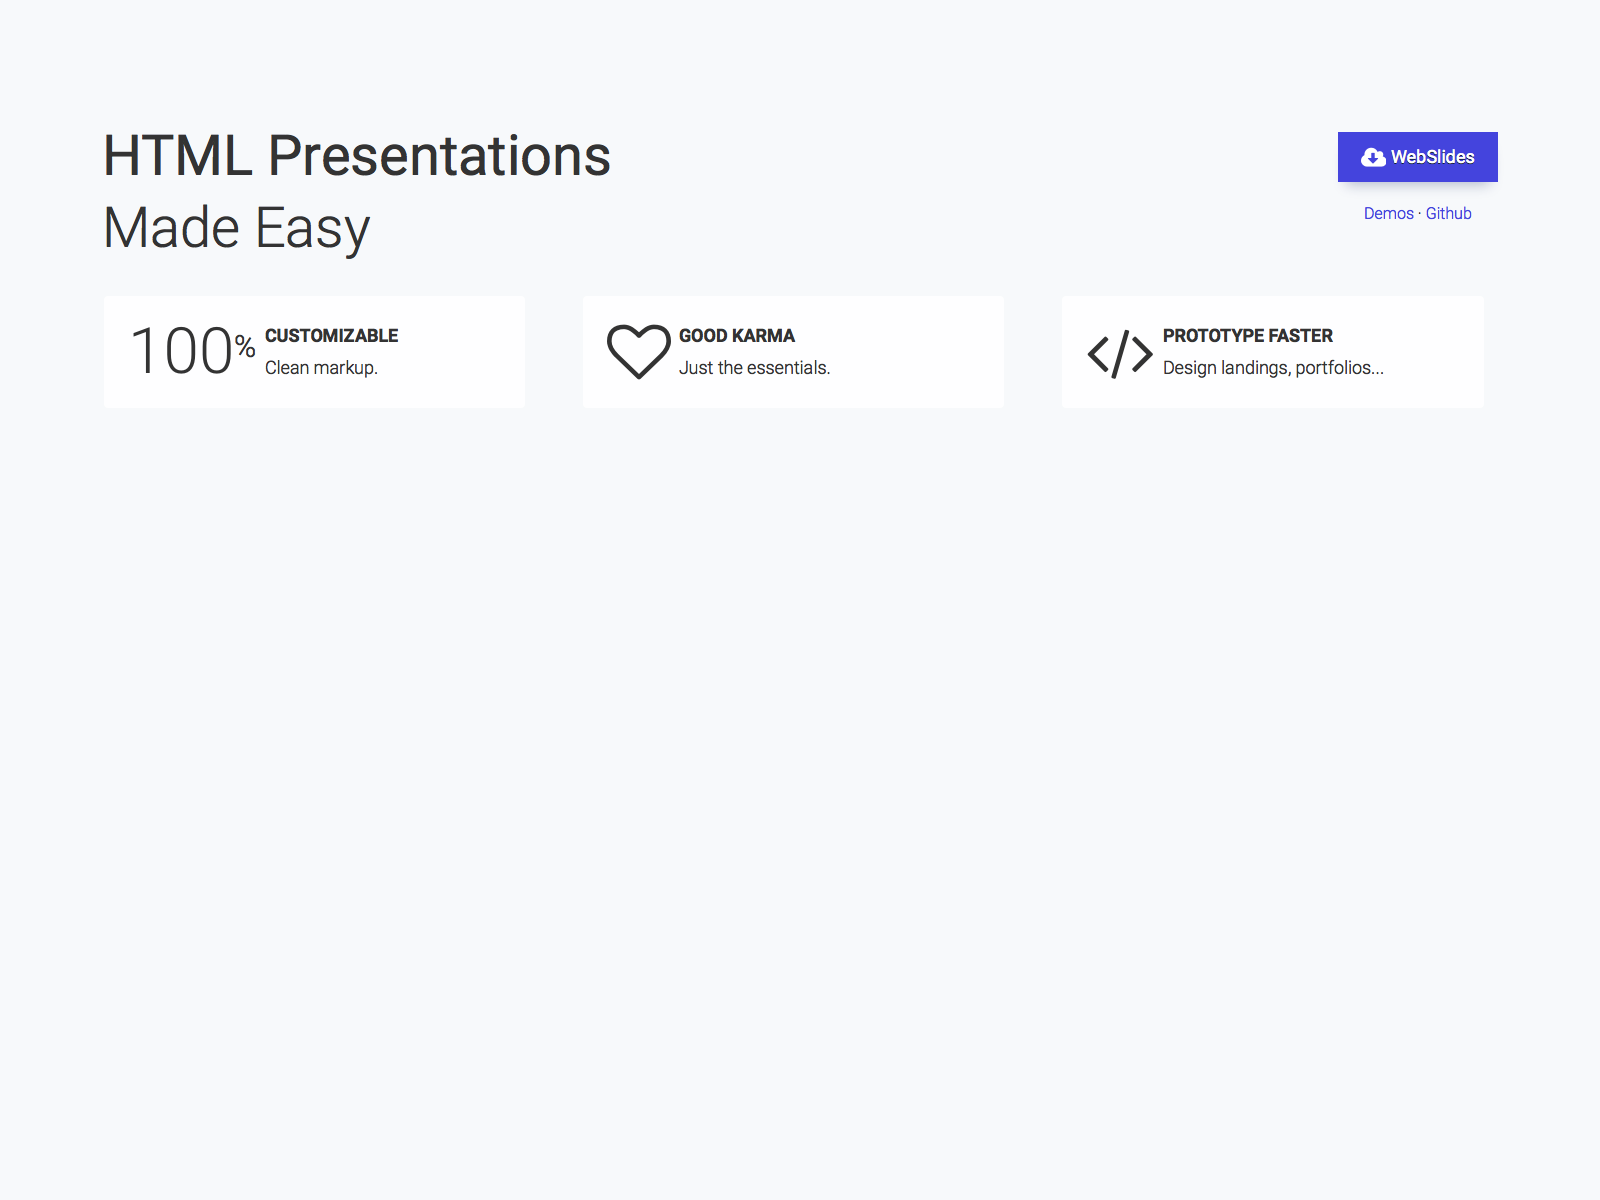 HTML Presentations
Made Easy
WebSlides
Demos · Github
100% CUSTOMIZABLE
Clean markup.
GOOD KARMA
Just the essentials.
PROTOTYPE FASTER
Design landings, portfolios...